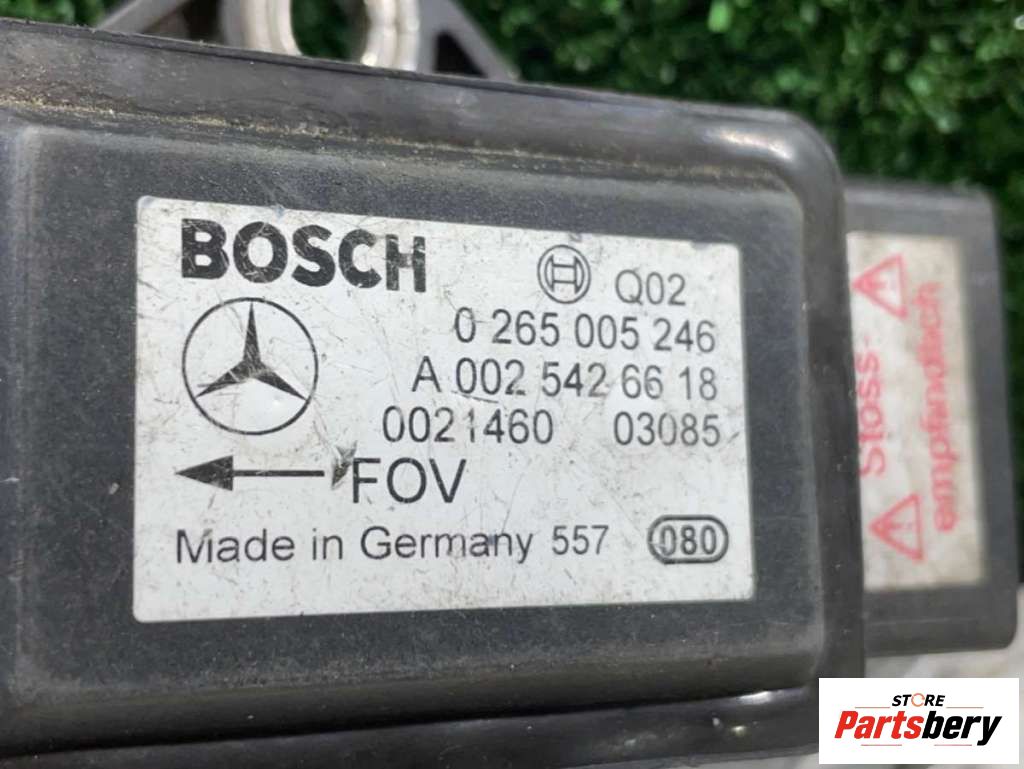 BOSCH
Q02
0 265 005 246
A 002 542 66 18
0021460 03085
FOV
Made in Germany 557 080
Stoss-
empfindlich
STORE
Partsbery